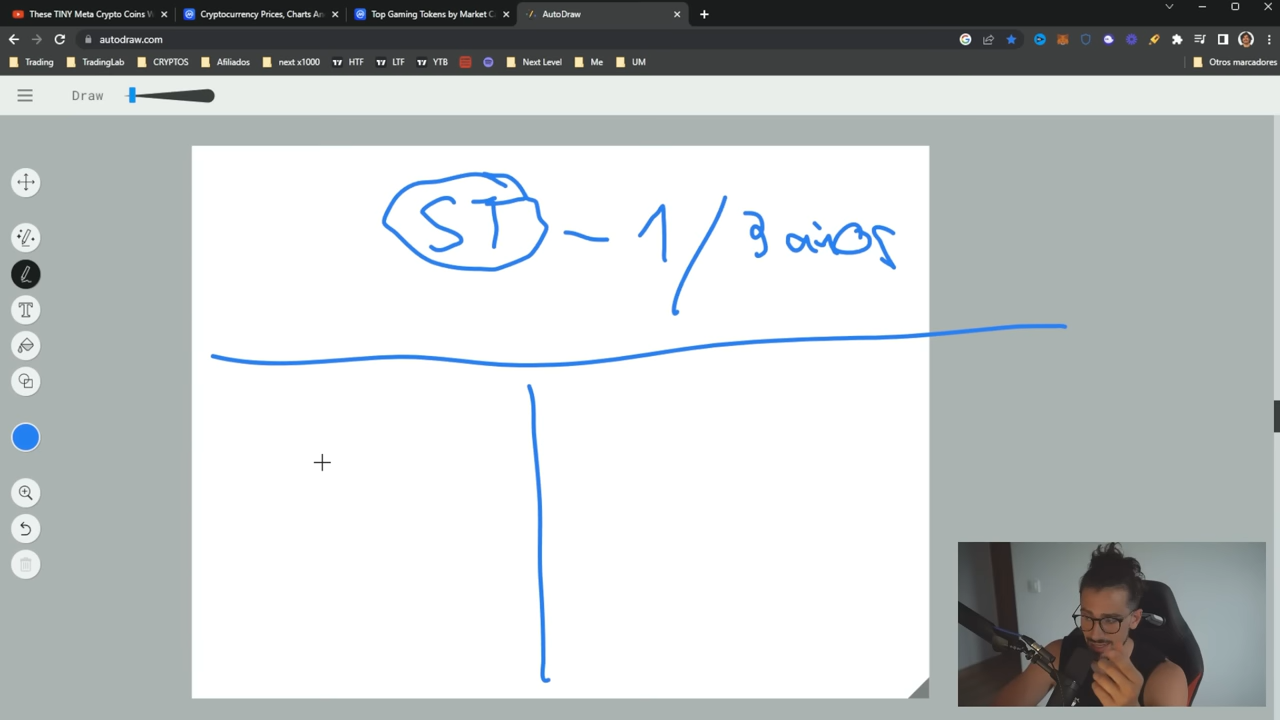 These TINY Meta Crypto Coins
Cryptocurrency Prices, Charts An
Top Gaming Tokens by Market C
AutoDraw
autodraw.com
Trading
TradingLab
CRYPTOS
Afiliados
next x1000
HTF
LTF
YTB
Next Level
Me
UM
Otros marcadores
Draw
ST – 1/3 años